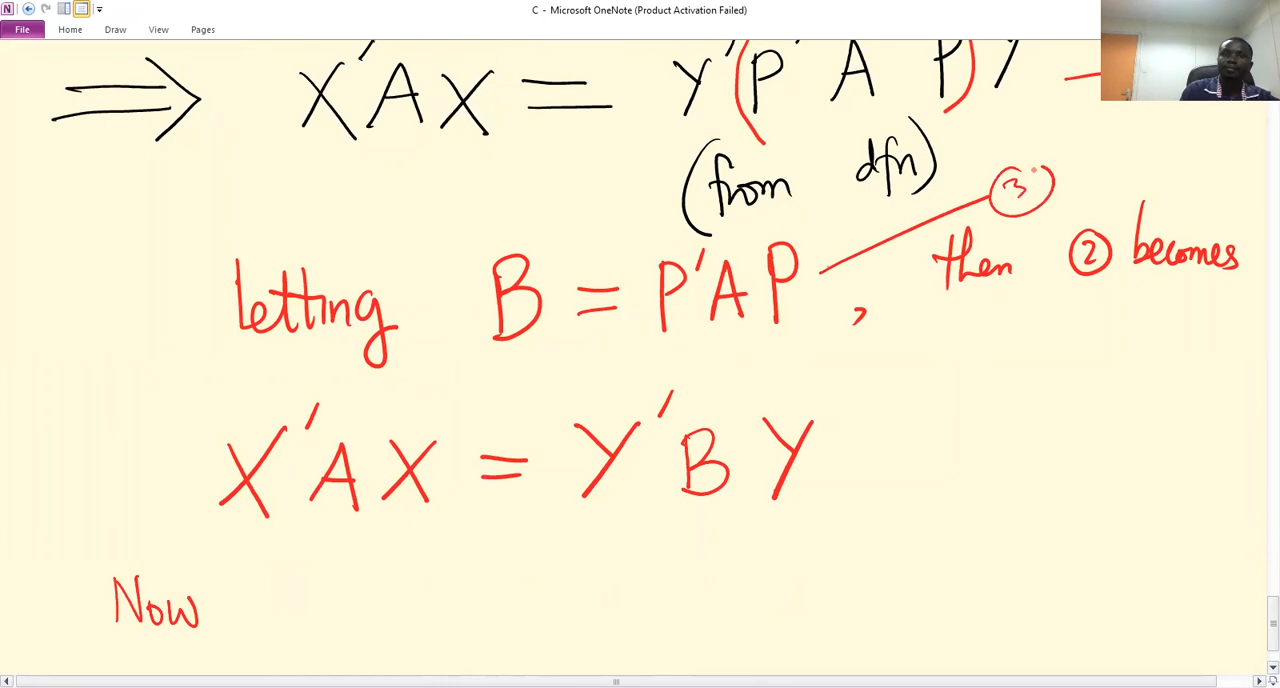 C - Microsoft OneNote (Product Activation Failed)
File Home Draw View Pages
⟹ X'AX = Y'(P'AP)Y —
(from dfn)
letting B = P'AP, — ③ then ② becomes
X'AX = Y'BY
Now